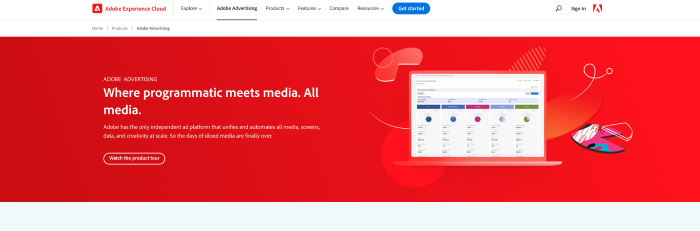 Adobe Experience Cloud
Explore
Adobe Advertising
Products
Features
Compare
Resources
Get started
Sign In
Home / Products / Adobe Advertising
ADOBE ADVERTISING
Where programmatic meets media. All
media.
Adobe has the only independent ad platform that unifies and automates all media, screens,
data, and creativity at scale. So the days of siloed media are finally over.
Watch the product tour